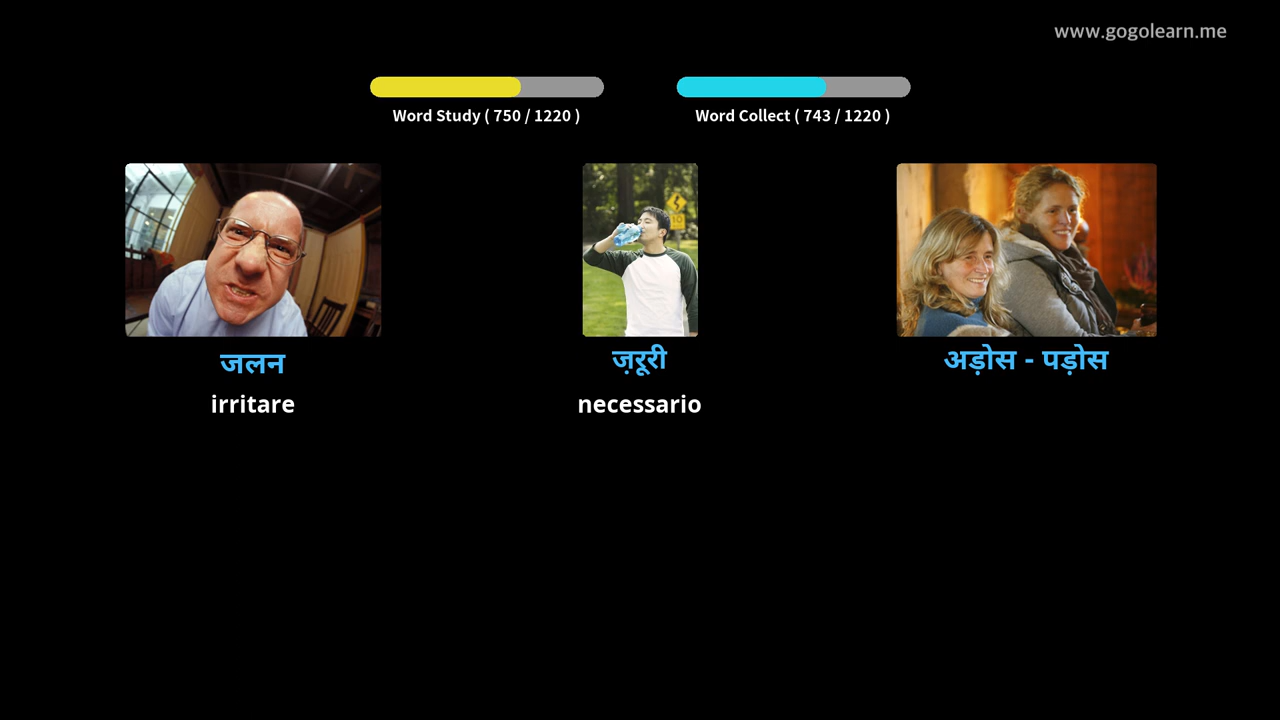 www.gogolearn.me
Word Study ( 750 / 1220 )
Word Collect ( 743 / 1220 )
जलन
irritare
ज़रूरी
necessario
अड़ोस - पड़ोस